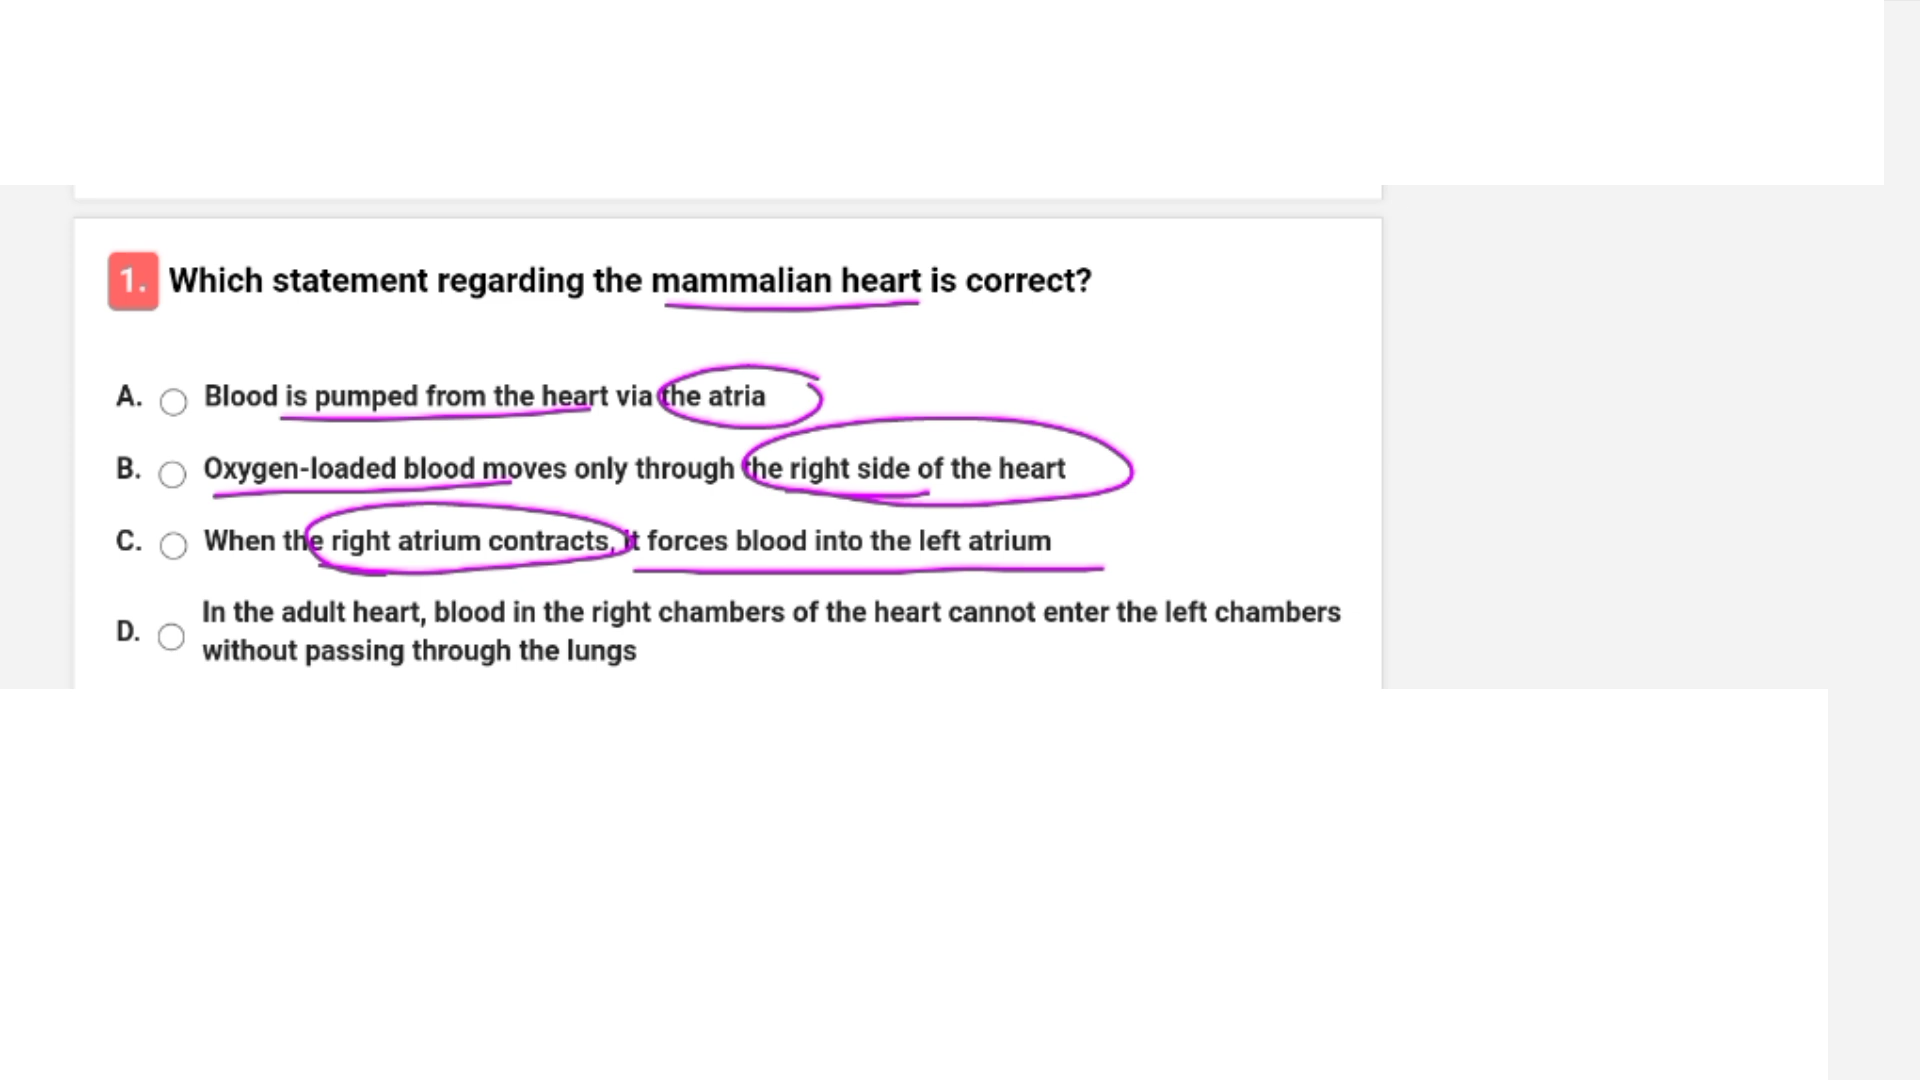 1. Which statement regarding the mammalian heart is correct?
A. Blood is pumped from the heart via the atria
B. Oxygen-loaded blood moves only through the right side of the heart
C. When the right atrium contracts, it forces blood into the left atrium
D. In the adult heart, blood in the right chambers of the heart cannot enter the left chambers
without passing through the lungs